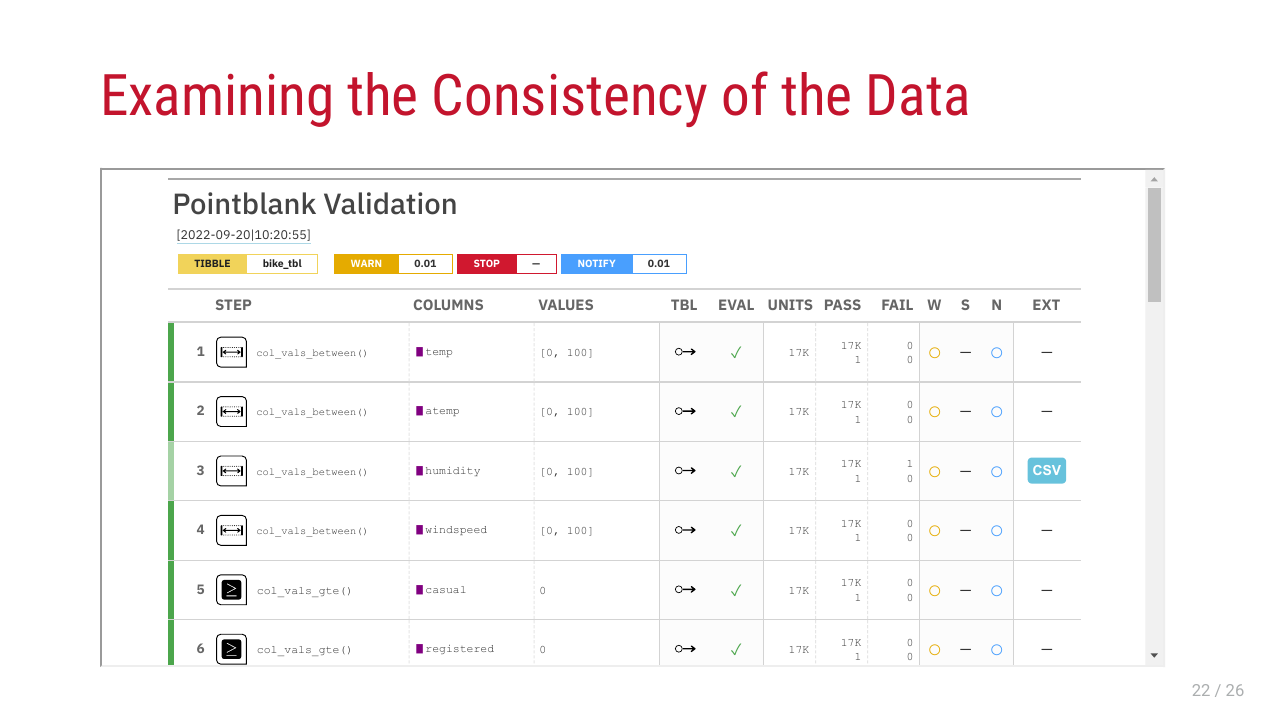 Examining the Consistency of the Data
Pointblank Validation
[2022-09-20|10:20:55]
TIBBLE bike_tbl WARN 0.01 STOP — NOTIFY 0.01
STEP COLUMNS VALUES TBL EVAL UNITS PASS FAIL W S N EXT
1 col_vals_between() temp [0, 100] ✓ 17K 17K 0 — —
1 0
2 col_vals_between() atemp [0, 100] ✓ 17K 17K 0 — —
1 0
3 col_vals_between() humidity [0, 100] ✓ 17K 17K 1 — CSV
1 0
4 col_vals_between() windspeed [0, 100] ✓ 17K 17K 0 — —
1 0
5 ≥ col_vals_gte() casual 0 ✓ 17K 17K 0 — —
1 0
6 ≥ col_vals_gte() registered 0 ✓ 17K 17K 0 — —
1 0
22 / 26